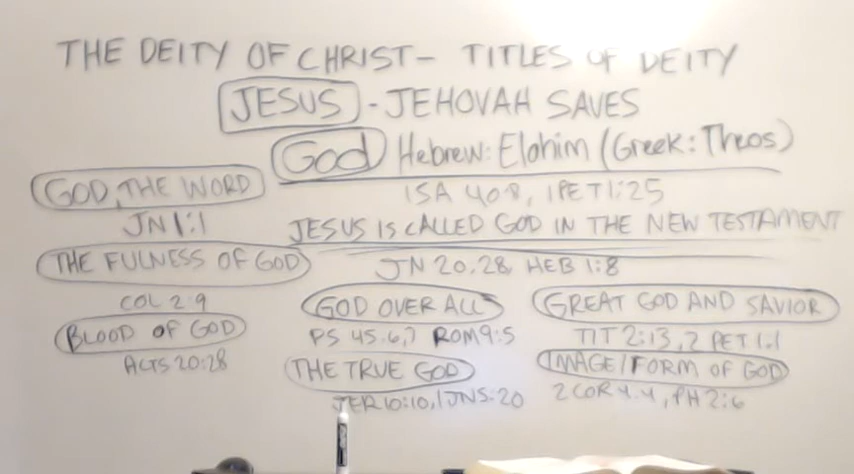 THE DEITY OF CHRIST- TITLES OF DEITY
JESUS - JEHOVAH SAVES
God Hebrew: Elohim (Greek: Theos)
GOD, THE WORD
ISA 40:8, 1PET 1:25
JN 1:1
JESUS IS CALLED GOD IN THE NEW TESTAMENT
THE FULNESS OF GOD
JN 20:28, HEB 1:8
COL 2:9
GOD OVER ALL
GREAT GOD AND SAVIOR
BLOOD OF GOD
PS 45:6,7 ROM 9:5
TIT 2:13, 2 PET 1:1
ACTS 20:28
THE TRUE GOD
IMAGE/FORM OF GOD
JER 10:10, 1JN5:20
2 COR 4:4, PH 2:6